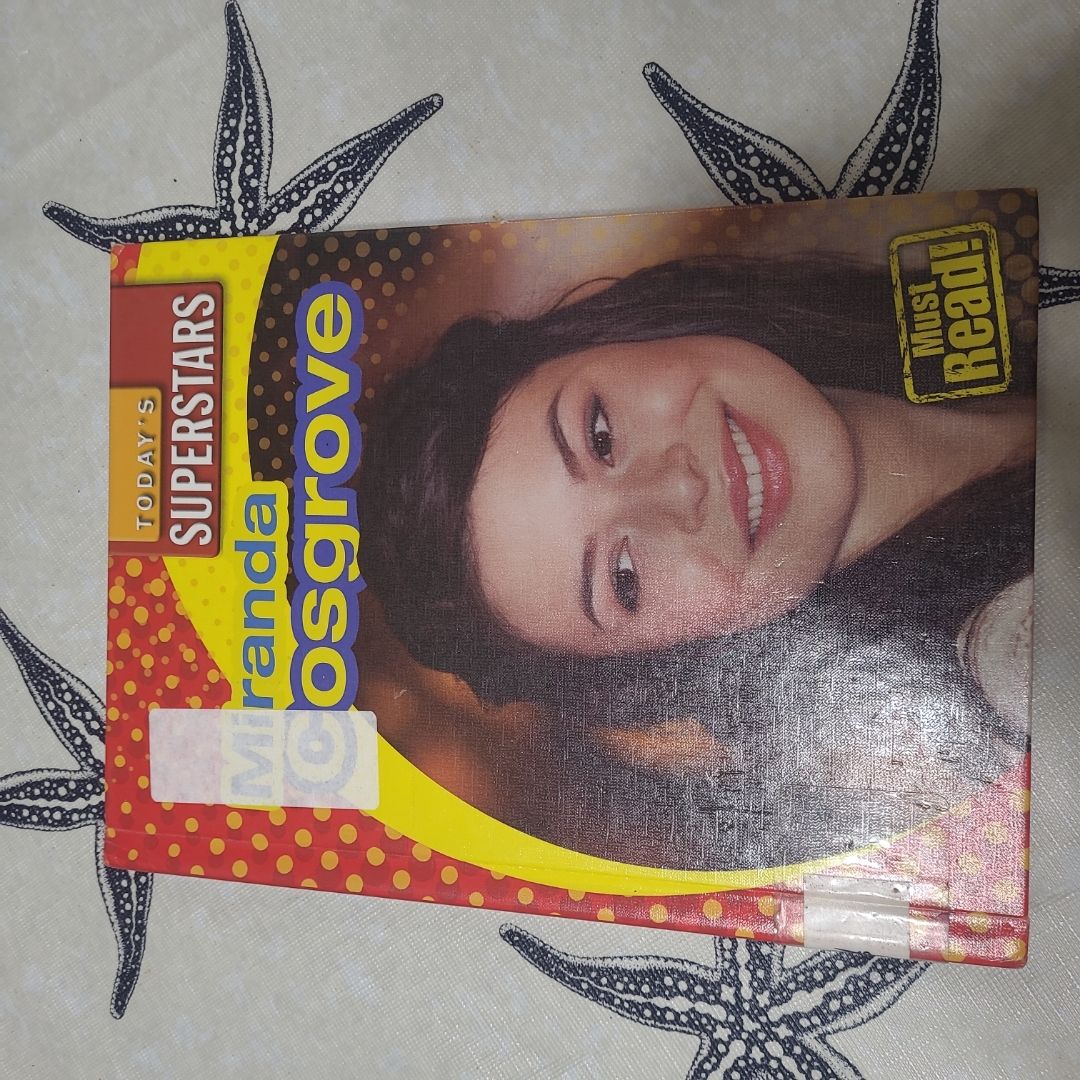 TODAY'S
SUPERSTARS
Miranda
Cosgrove
Must
Read!